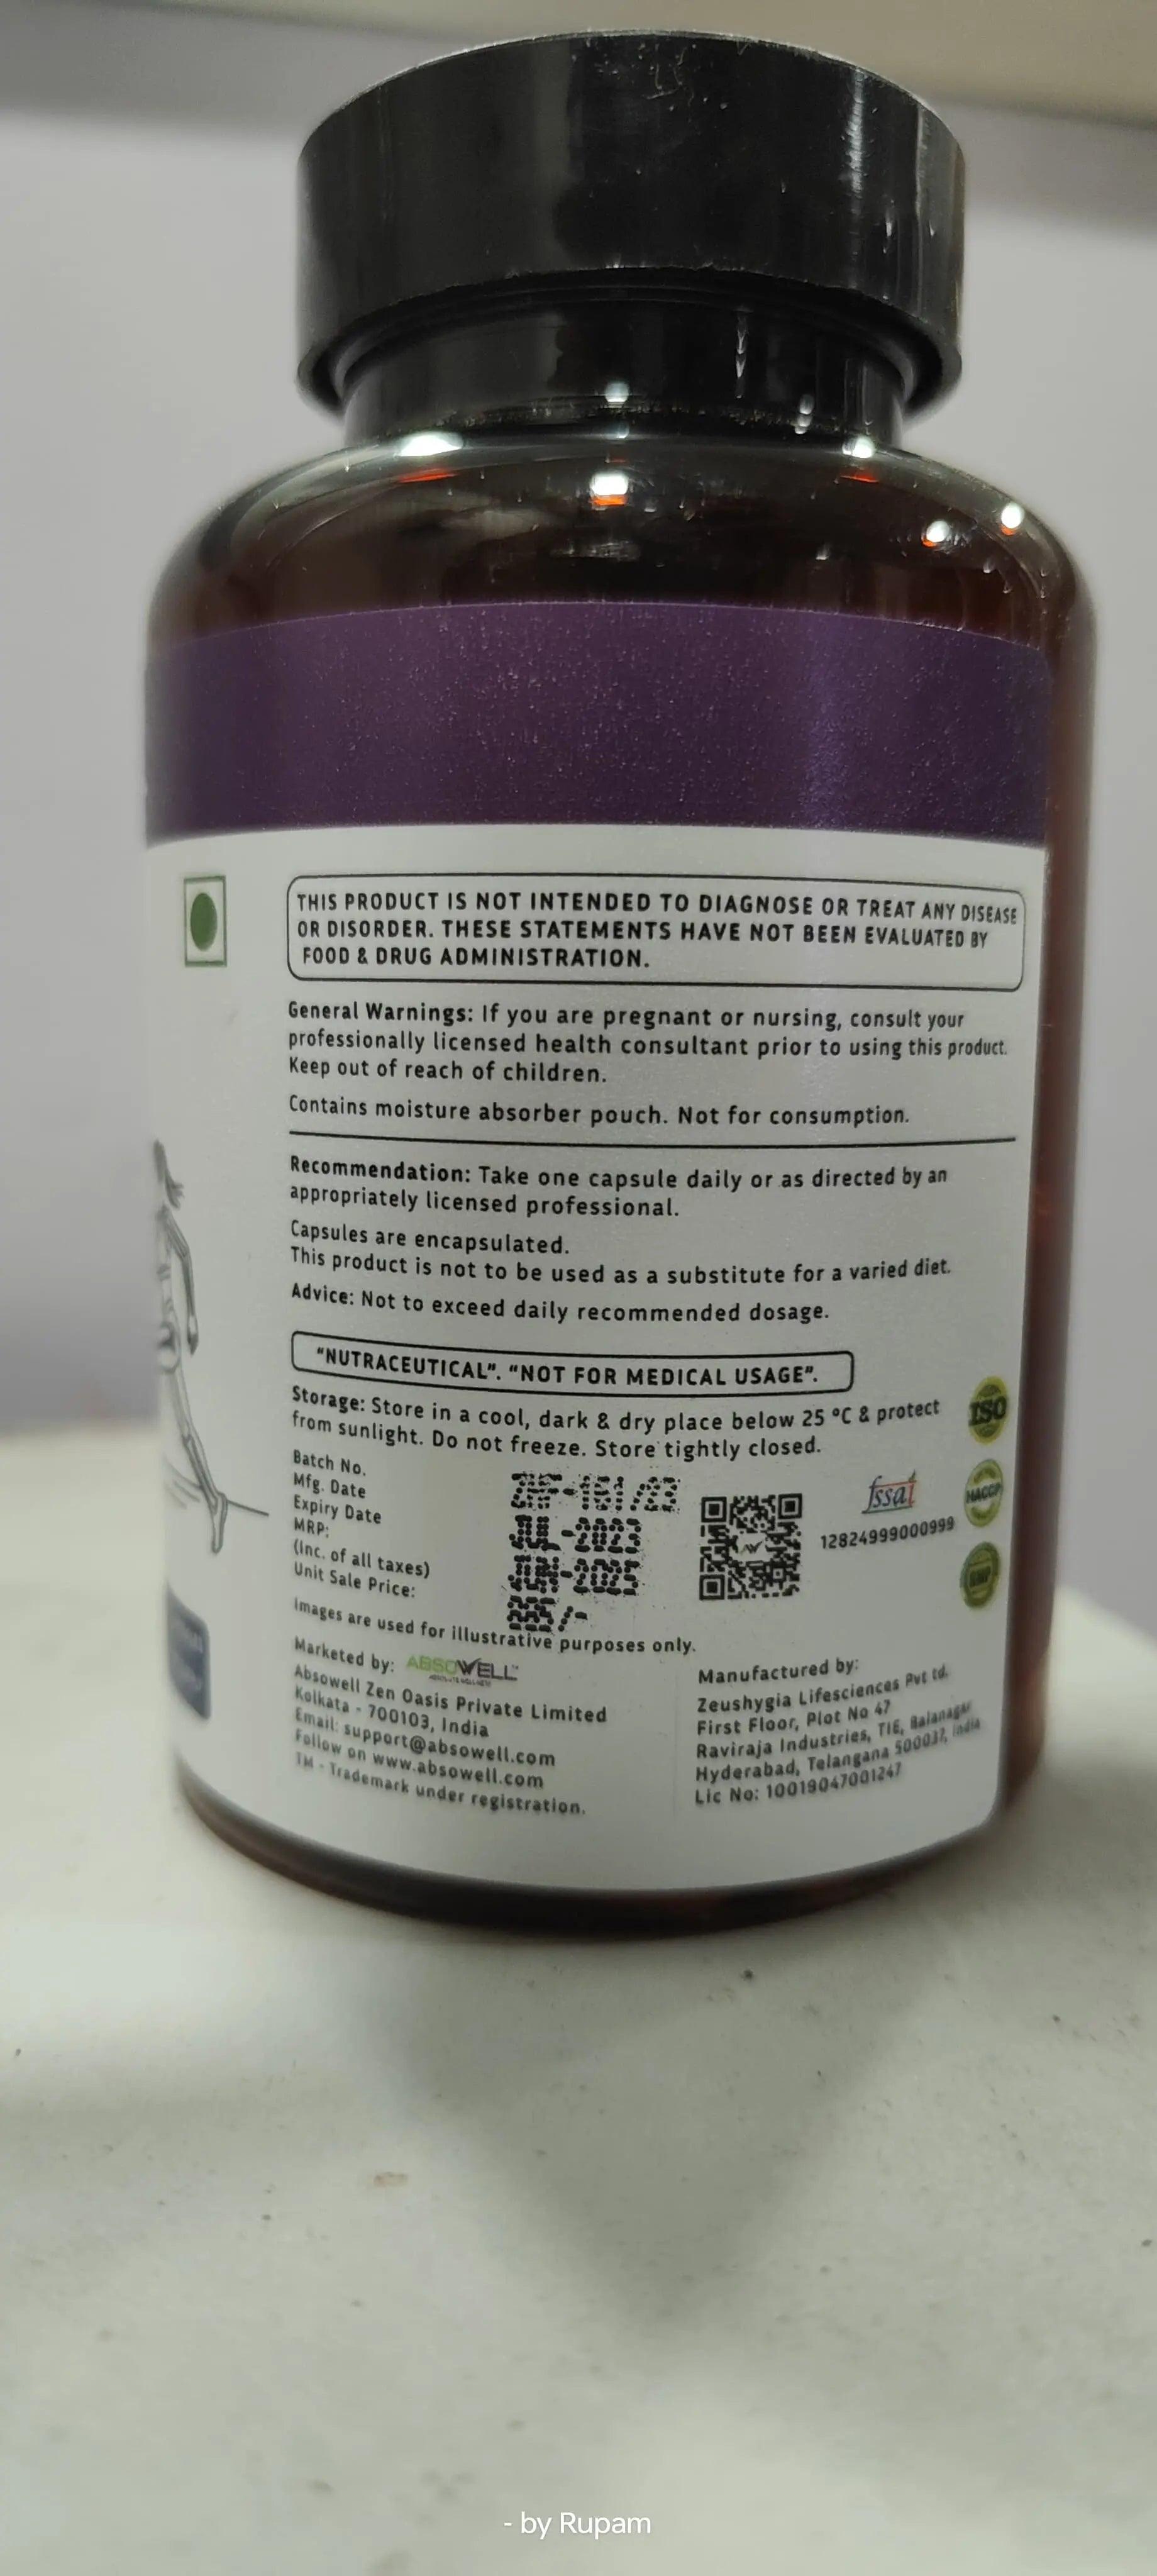 THIS PRODUCT IS NOT INTENDED TO DIAGNOSE OR TREAT ANY DISEASE
OR DISORDER. THESE STATEMENTS HAVE NOT BEEN EVALUATED BY
FOOD & DRUG ADMINISTRATION.
General Warnings: If you are pregnant or nursing, consult your
professionally licensed health consultant prior to using this product.
Keep out of reach of children.
Contains moisture absorber pouch. Not for consumption.
Recommendation: Take one capsule daily or as directed by an
appropriately licensed professional.
Capsules are encapsulated.
This product is not to be used as a substitute for a varied diet.
Advice: Not to exceed daily recommended dosage.
"NUTRACEUTICAL". "NOT FOR MEDICAL USAGE".
Storage: Store in a cool, dark & dry place below 25 °C & protect
from sunlight. Do not freeze. Store tightly closed.
ISO
HACCP
GMP
Batch No.
Mfg. Date JUL-2023
Expiry Date JUN-2025
MRP:
(Inc. of all taxes)
Unit Sale Price:
fssai
12824999000999
Images are used for illustrative purposes only.
Marketed by: ABSOWELL™
Absowell Zen Oasis Private Limited
Kolkata - 700103, India
Email: support@absowell.com
Follow on www.absowell.com
TM - Trademark under registration.
Manufactured by:
Zeushygia Lifesciences Pvt Ltd.
First Floor, Plot No 47
Raviraja Industries, TIE, Balanagar
Hyderabad, Telangana 500037, India
Lic No: 10019047001247
- by Rupam